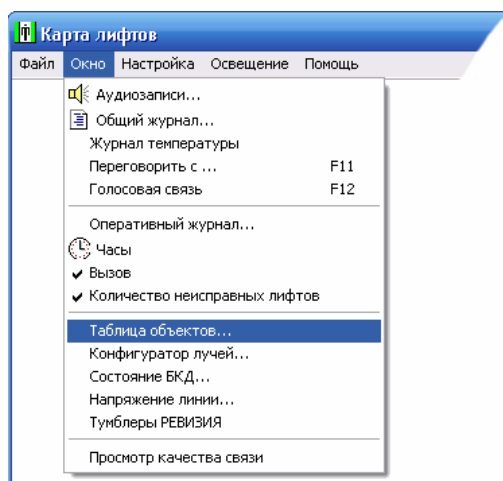 Карта лифтов
Файл Окно Настройка Освещение Помощь
Аудиозаписи...
Общий журнал...
Журнал температуры
Переговорить с ... F11
Голосовая связь F12
Оперативный журнал...
Часы
Вызов
Количество неисправных лифтов
Таблица объектов...
Конфигуратор лучей...
Состояние БКД...
Напряжение линии...
Тумблеры РЕВИЗИЯ
Просмотр качества связи